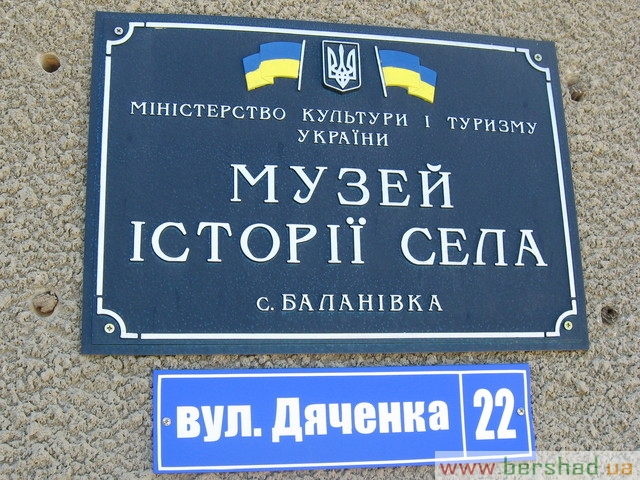 МІНІСТЕРСТВО КУЛЬТУРИ І ТУРИЗМУ
УКРАЇНИ
МУЗЕЙ
ІСТОРІЇ СЕЛА
с. БАЛАНІВКА
вул. Дяченка 22
www.bershad.ua